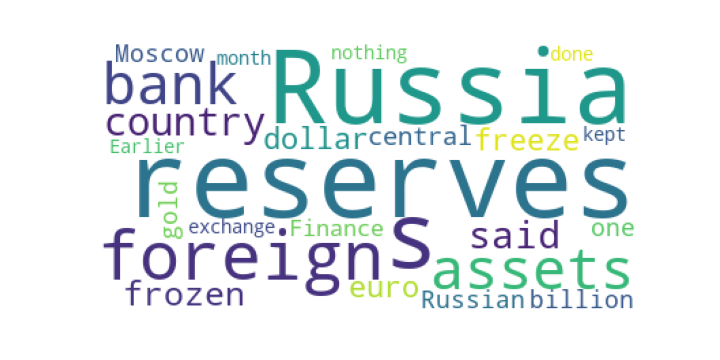 Moscow month nothing done
bank Russia
country dollar central freeze kept
Earlier reserves
gold exchange Finance s said one
foreign assets
frozen euro Russian billion